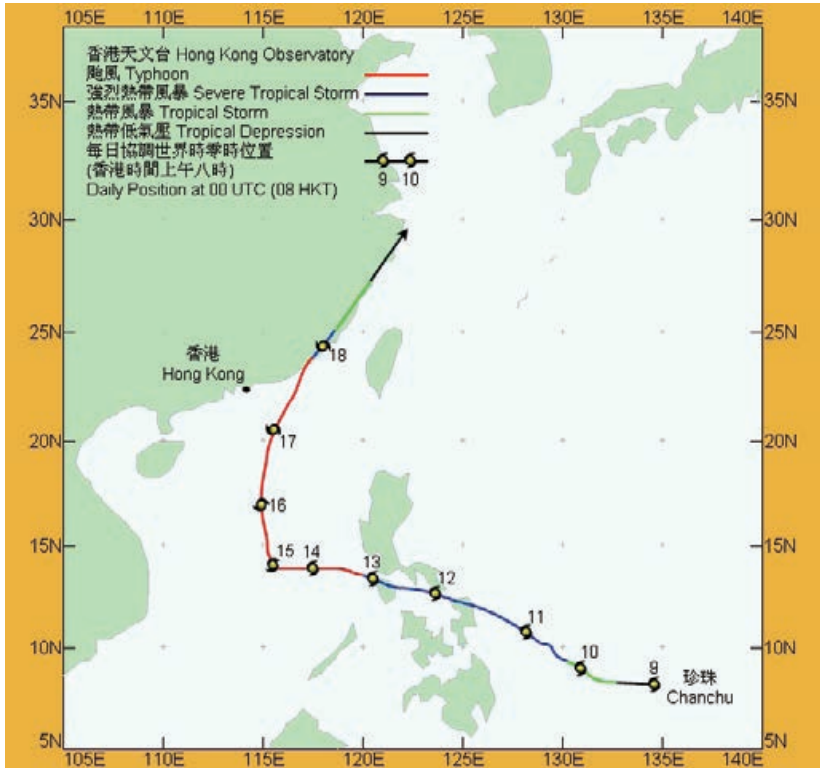 105E 110E 115E 120E 125E 130E 135E 140E
香港天文台 Hong Kong Observatory
颱風 Typhoon
強烈熱帶風暴 Severe Tropical Storm
熱帶風暴 Tropical Storm
熱帶低氣壓 Tropical Depression
每日協調世界時零時位置
(香港時間上午八時)
Daily Position at 00 UTC (08 HKT)
9 10
35N 35N
30N 30N
25N 25N
香港
Hong Kong
18
17
20N 20N
16
15N 15N
15 14 13 12
11
10N 10N
10 9
珍珠
Chanchu
5N 5N
105E 110E 115E 120E 125E 130E 135E 140E